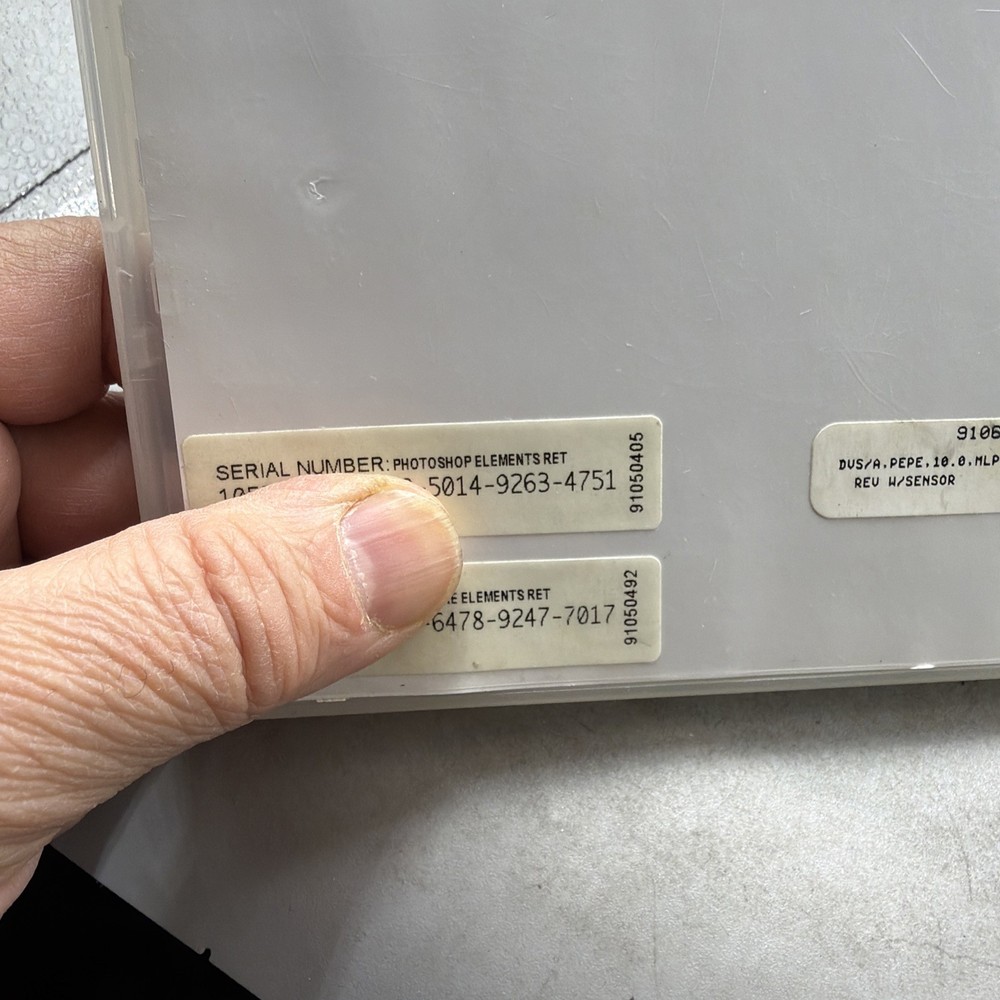 SERIAL NUMBER: PHOTOSHOP ELEMENTS RET
5014-9263-4751
91050405
ELEMENTS RET
-6478-9247-7017
91050492
9105
DVS/A,PEPE,10.0,MLP
REV W/SENSOR